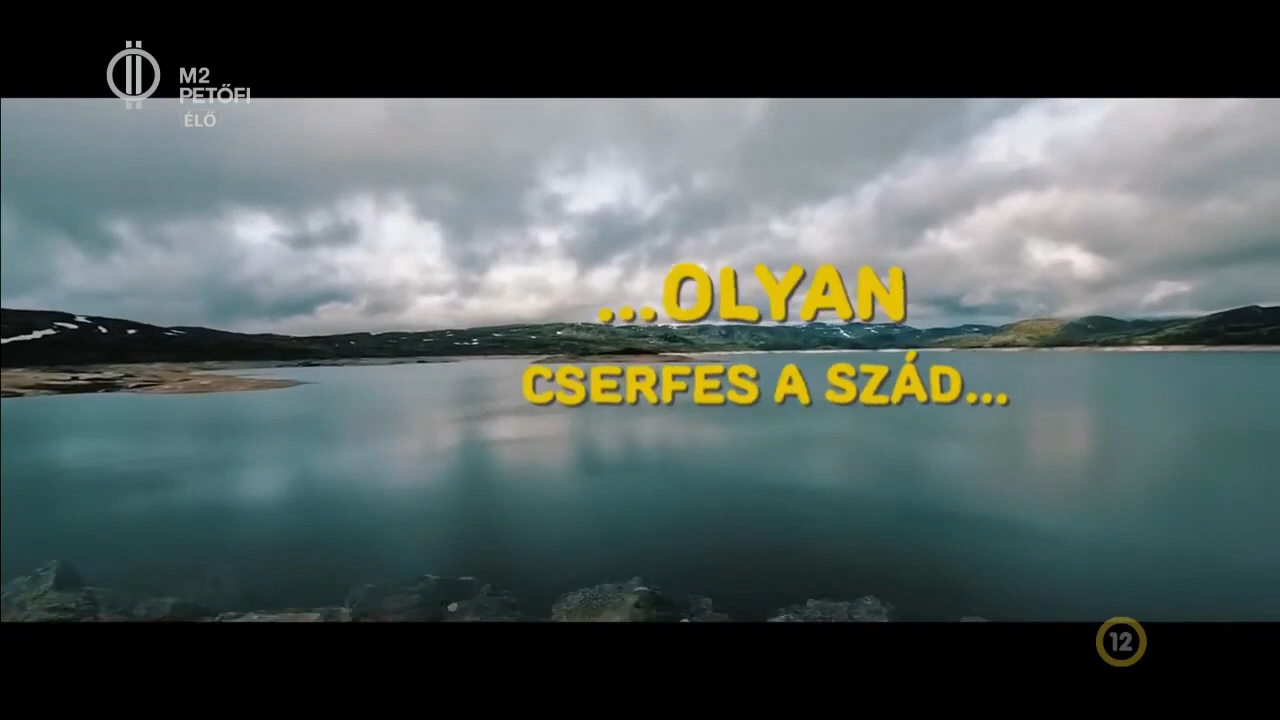 M2
PETŐFI
ÉLŐ
...OLYAN
CSERFES A SZÁD...
12